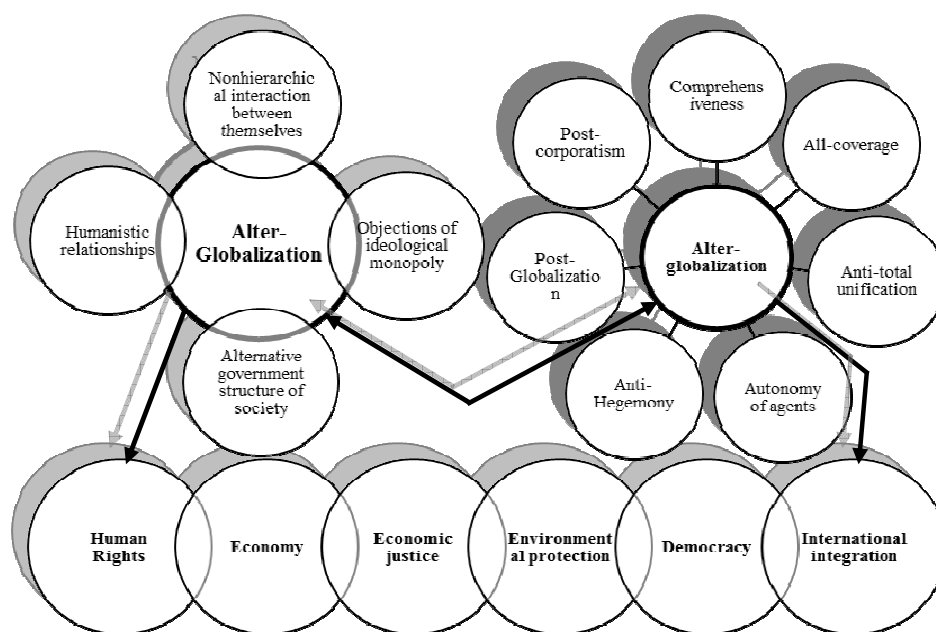 Nonhierarchic
al interaction
between
themselves
Humanistic
relationships
Alter-
Globalization
Objections of
ideological
monopoly
Alternative
government
structure of
society
Comprehens
iveness
Post-
corporatism
All-coverage
Post-
Globalizatio
n
Alter-
globalization
Anti-total
unification
Anti-
Hegemony
Autonomy
of agents
Human
Rights
Economy
Economic
justice
Environment
al protection
Democracy
International
integration